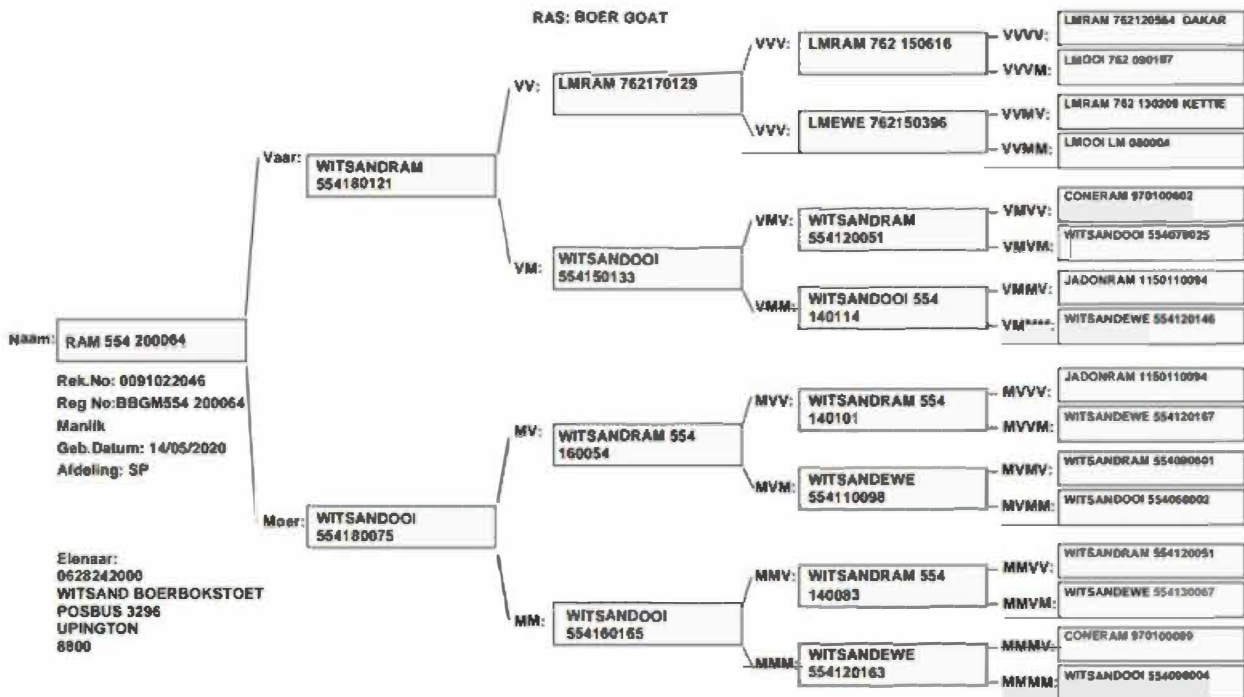 RAS: BOER GOAT
Naam: RAM 554 200064
Rek.No: 0091022046
Reg No:BBGM554 200064
Manlik
Geb.Datum: 14/05/2020
Afdeling: SP
Eienaar:
0628242000
WITSAND BOERBOKSTOET
POSBUS 3296
UPINGTON
8800
Vaar: WITSANDRAM
554180121
Moer: WITSANDOOI
554180075
VV: LMRAM 762170129
VM: WITSANDOOI
554150133
MV: WITSANDRAM 554
160054
MM: WITSANDOOI
554160165
VVV: LMRAM 762 150616
VVV: LMEWE 762150396
VMV: WITSANDRAM
554120051
VMM: WITSANDOOI 554
140114
MVV: WITSANDRAM 554
140101
MVM: WITSANDEWE
554110098
MMV: WITSANDRAM 554
140083
MMM: WITSANDEWE
554120163
VVVV: LMRAM 762120564 DAKAR
VVVM: LMOOI 762 090187
VVMV: LMRAM 762 130209 KETTIE
VVMM: LMOOI LM 080004
VMVV: CONERAM 970100602
VMVM: WITSANDOOI 554078025
VMMV: JADONRAM 1150110094
WITSANDEWE 554120146
MVVV: JADONRAM 1150110094
MVVM: WITSANDEWE 554120167
MVMV: WITSANDRAM 554090601
MVMM: WITSANDOOI 554060002
MMVV: WITSANDRAM 554120051
MMVM: WITSANDEWE 554130067
MMMV: CONERAM 970100089
MMMM: WITSANDOOI 554098004